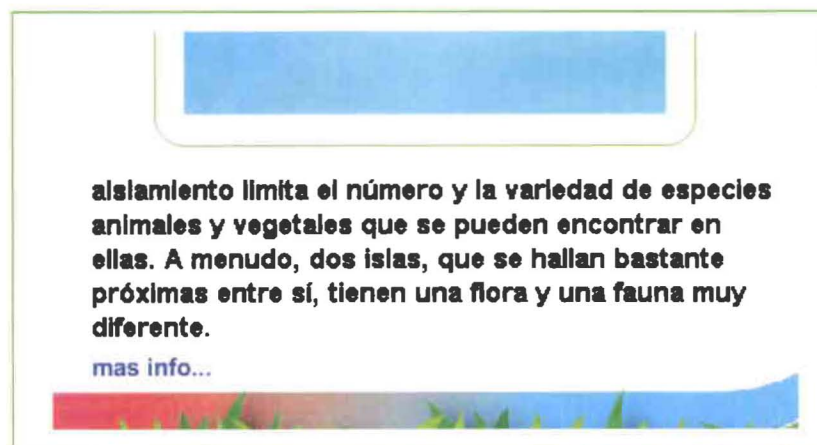 aislamiento limita el número y la variedad de especies
animales y vegetales que se pueden encontrar en
ellas. A menudo, dos islas, que se hallan bastante
próximas entre sí, tienen una flora y una fauna muy
diferente.
mas info...